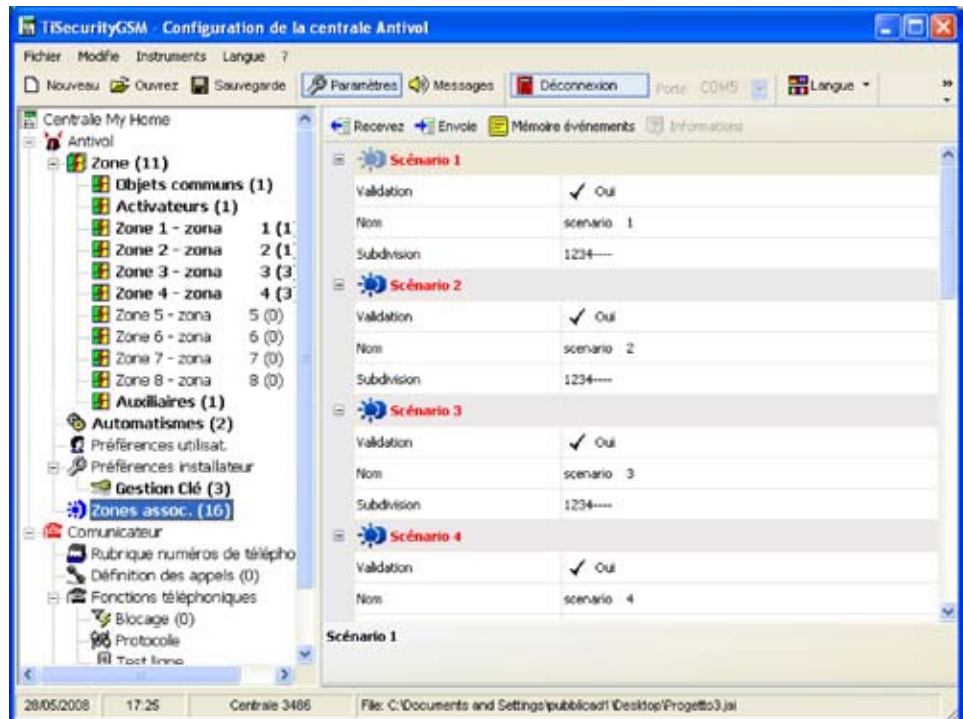 TiSecurityGSM - Configuration de la centrale Antivol
Fichier Modifie Instruments Langue ?
Nouveau Ouvrez Sauvegarde Paramètres Messages Déconnexion Porte COM5 Langue
Centrale My Home
Antivol
Zone (11)
Objets communs (1)
Activateurs (1)
Zone 1 - zona 1 (1
Zone 2 - zona 2 (1
Zone 3 - zona 3 (3
Zone 4 - zona 4 (3
Zone 5 - zona 5 (0)
Zone 6 - zona 6 (0)
Zone 7 - zona 7 (0)
Zone 8 - zona 8 (0)
Auxiliaires (1)
Automatismes (2)
Préférences utilisat.
Préférences installateur
Gestion Clé (3)
Zones assoc. (16)
Comunicateur
Rubrique numéros de télépho
Définition des appels (0)
Fonctions téléphoniques
Blocage (0)
Protocole
Test ligne
Recevez Envoie Mémoire événements Informations
Scénario 1
Validation Oui
Nom scenario 1
Subdivision 1234----
Scénario 2
Validation Oui
Nom scenario 2
Subdivision 1234----
Scénario 3
Validation Oui
Nom scenario 3
Subdivision 1234----
Scénario 4
Validation Oui
Nom scenario 4
Scénario 1
28/05/2008 17:25 Centrale 3486 File: C:\Documents and Settings\pubblicad1\Desktop\Progetto3.jsi